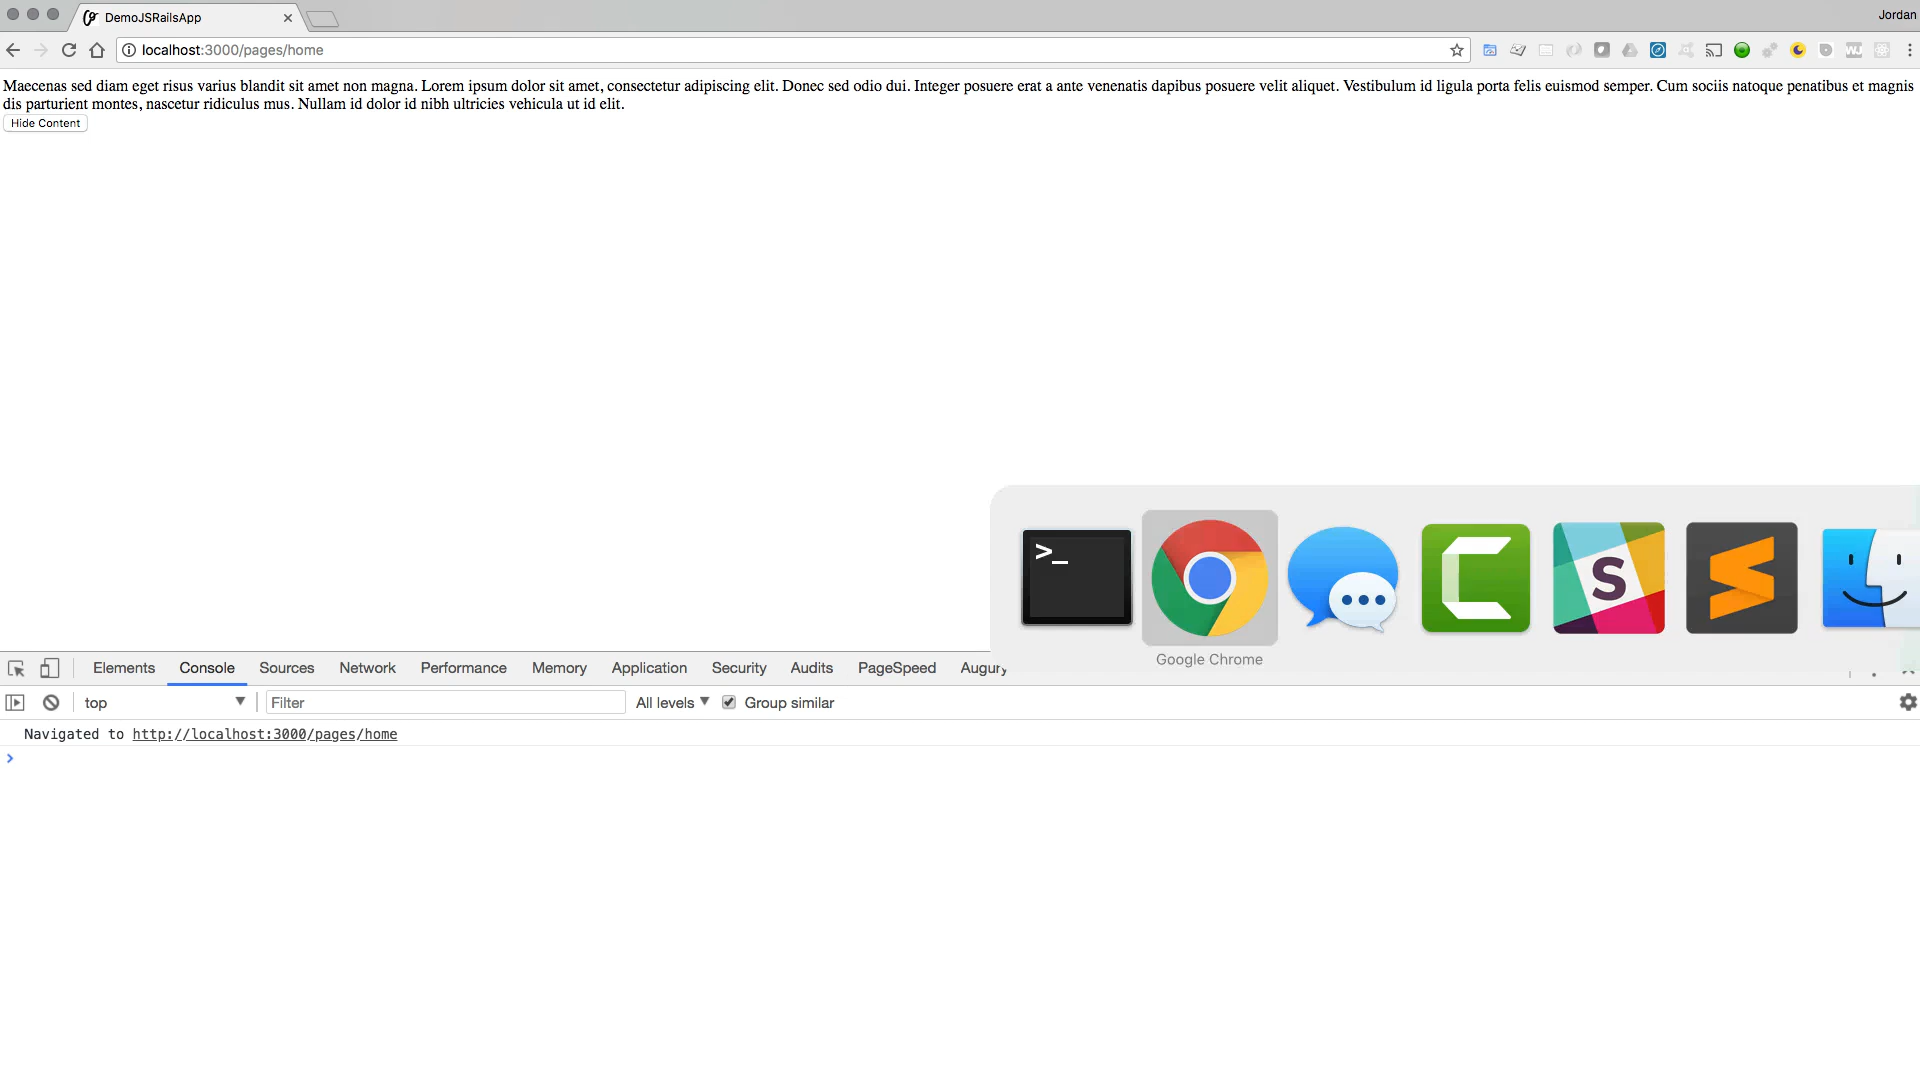 DemoJSRailsApp
Jordan
localhost:3000/pages/home
Maecenas sed diam eget risus varius blandit sit amet non magna. Lorem ipsum dolor sit amet, consectetur adipiscing elit. Donec sed odio dui. Integer posuere erat a ante venenatis dapibus posuere velit aliquet. Vestibulum id ligula porta felis euismod semper. Cum sociis natoque penatibus et magnis
dis parturient montes, nascetur ridiculus mus. Nullam id dolor id nibh ultricies vehicula ut id elit.
Hide Content
>_
S
Google Chrome
Elements Console Sources Network Performance Memory Application Security Audits PageSpeed Augury
top Filter All levels Group similar
Navigated to http://localhost:3000/pages/home
>